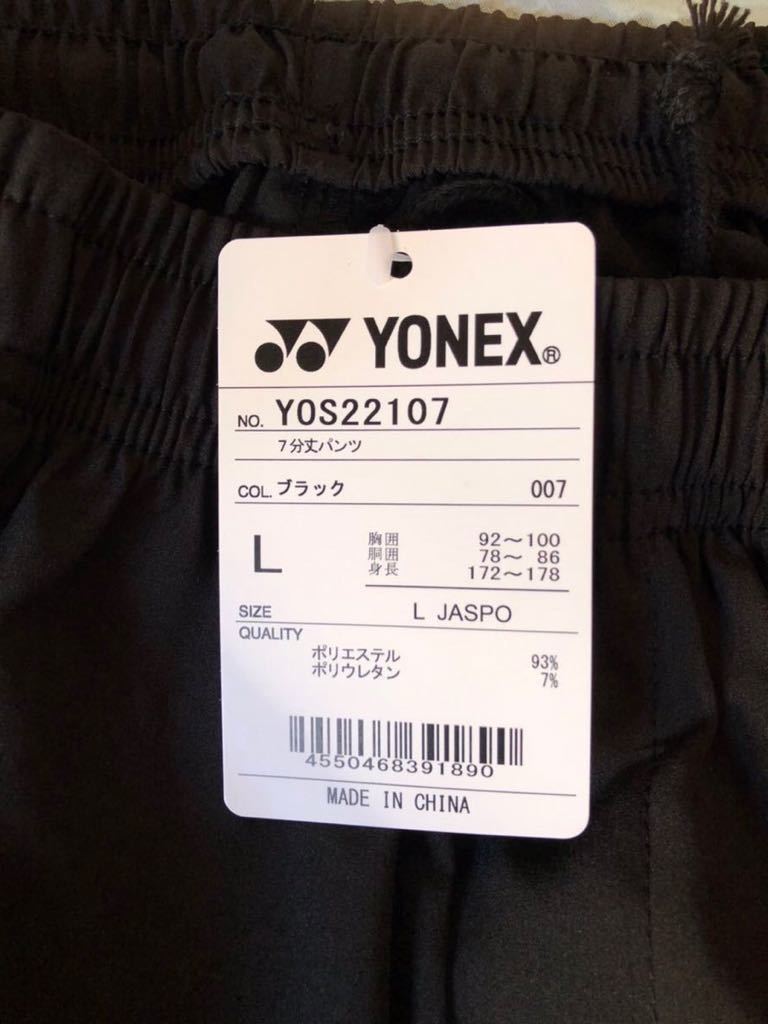 YONEX®
NO. YOS22107
7分丈パンツ
COL. ブラック 007
L 胸囲 92～100
胴囲 78～ 86
身長 172～178
SIZE L JASPO
QUALITY
ポリエステル 93%
ポリウレタン 7%
4550468391890
MADE IN CHINA